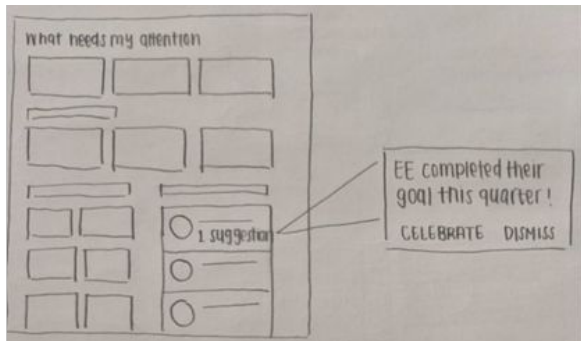 What needs my attention
1 suggestion
EE completed their
goal this quarter!
CELEBRATE DISMISS